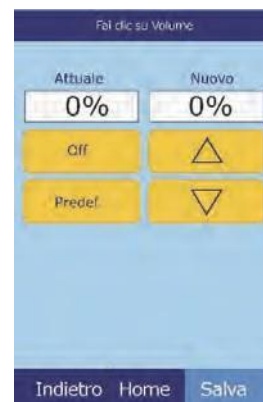 Fai clic su Volume
Attuale Nuovo
0% 0%
Off
Predef.
Indietro Home Salva